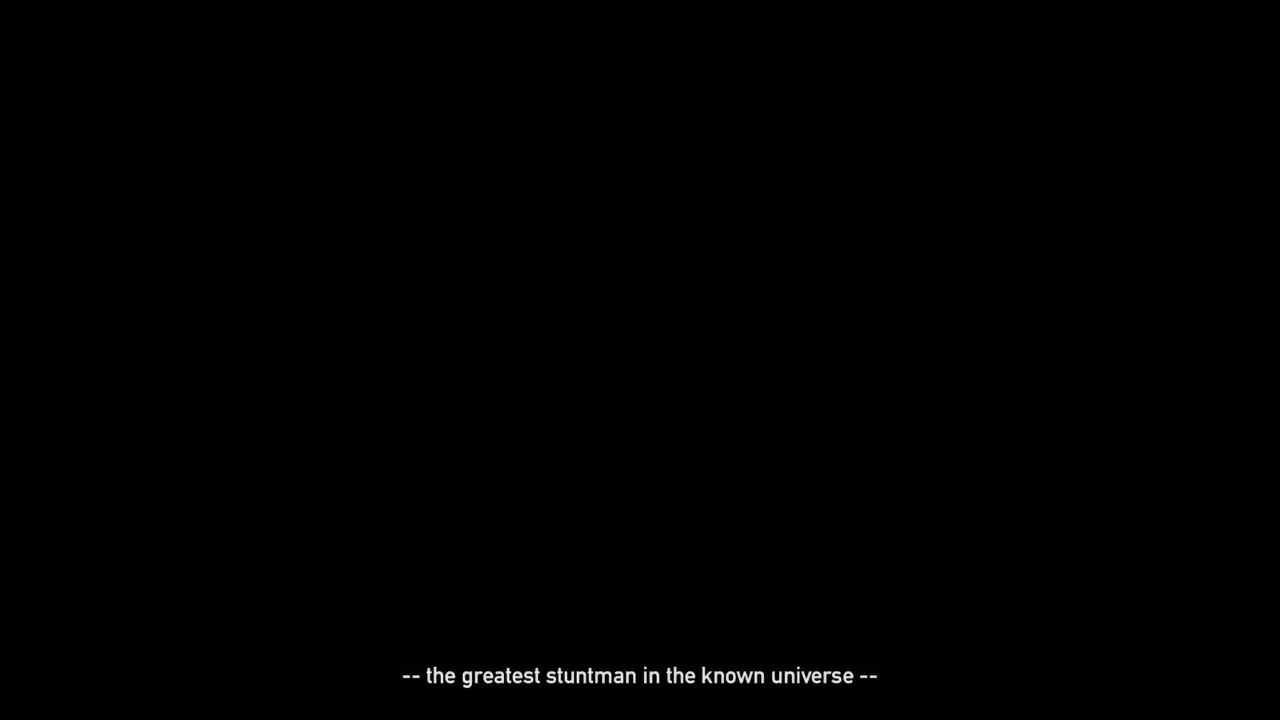 -- the greatest stuntman in the known universe --